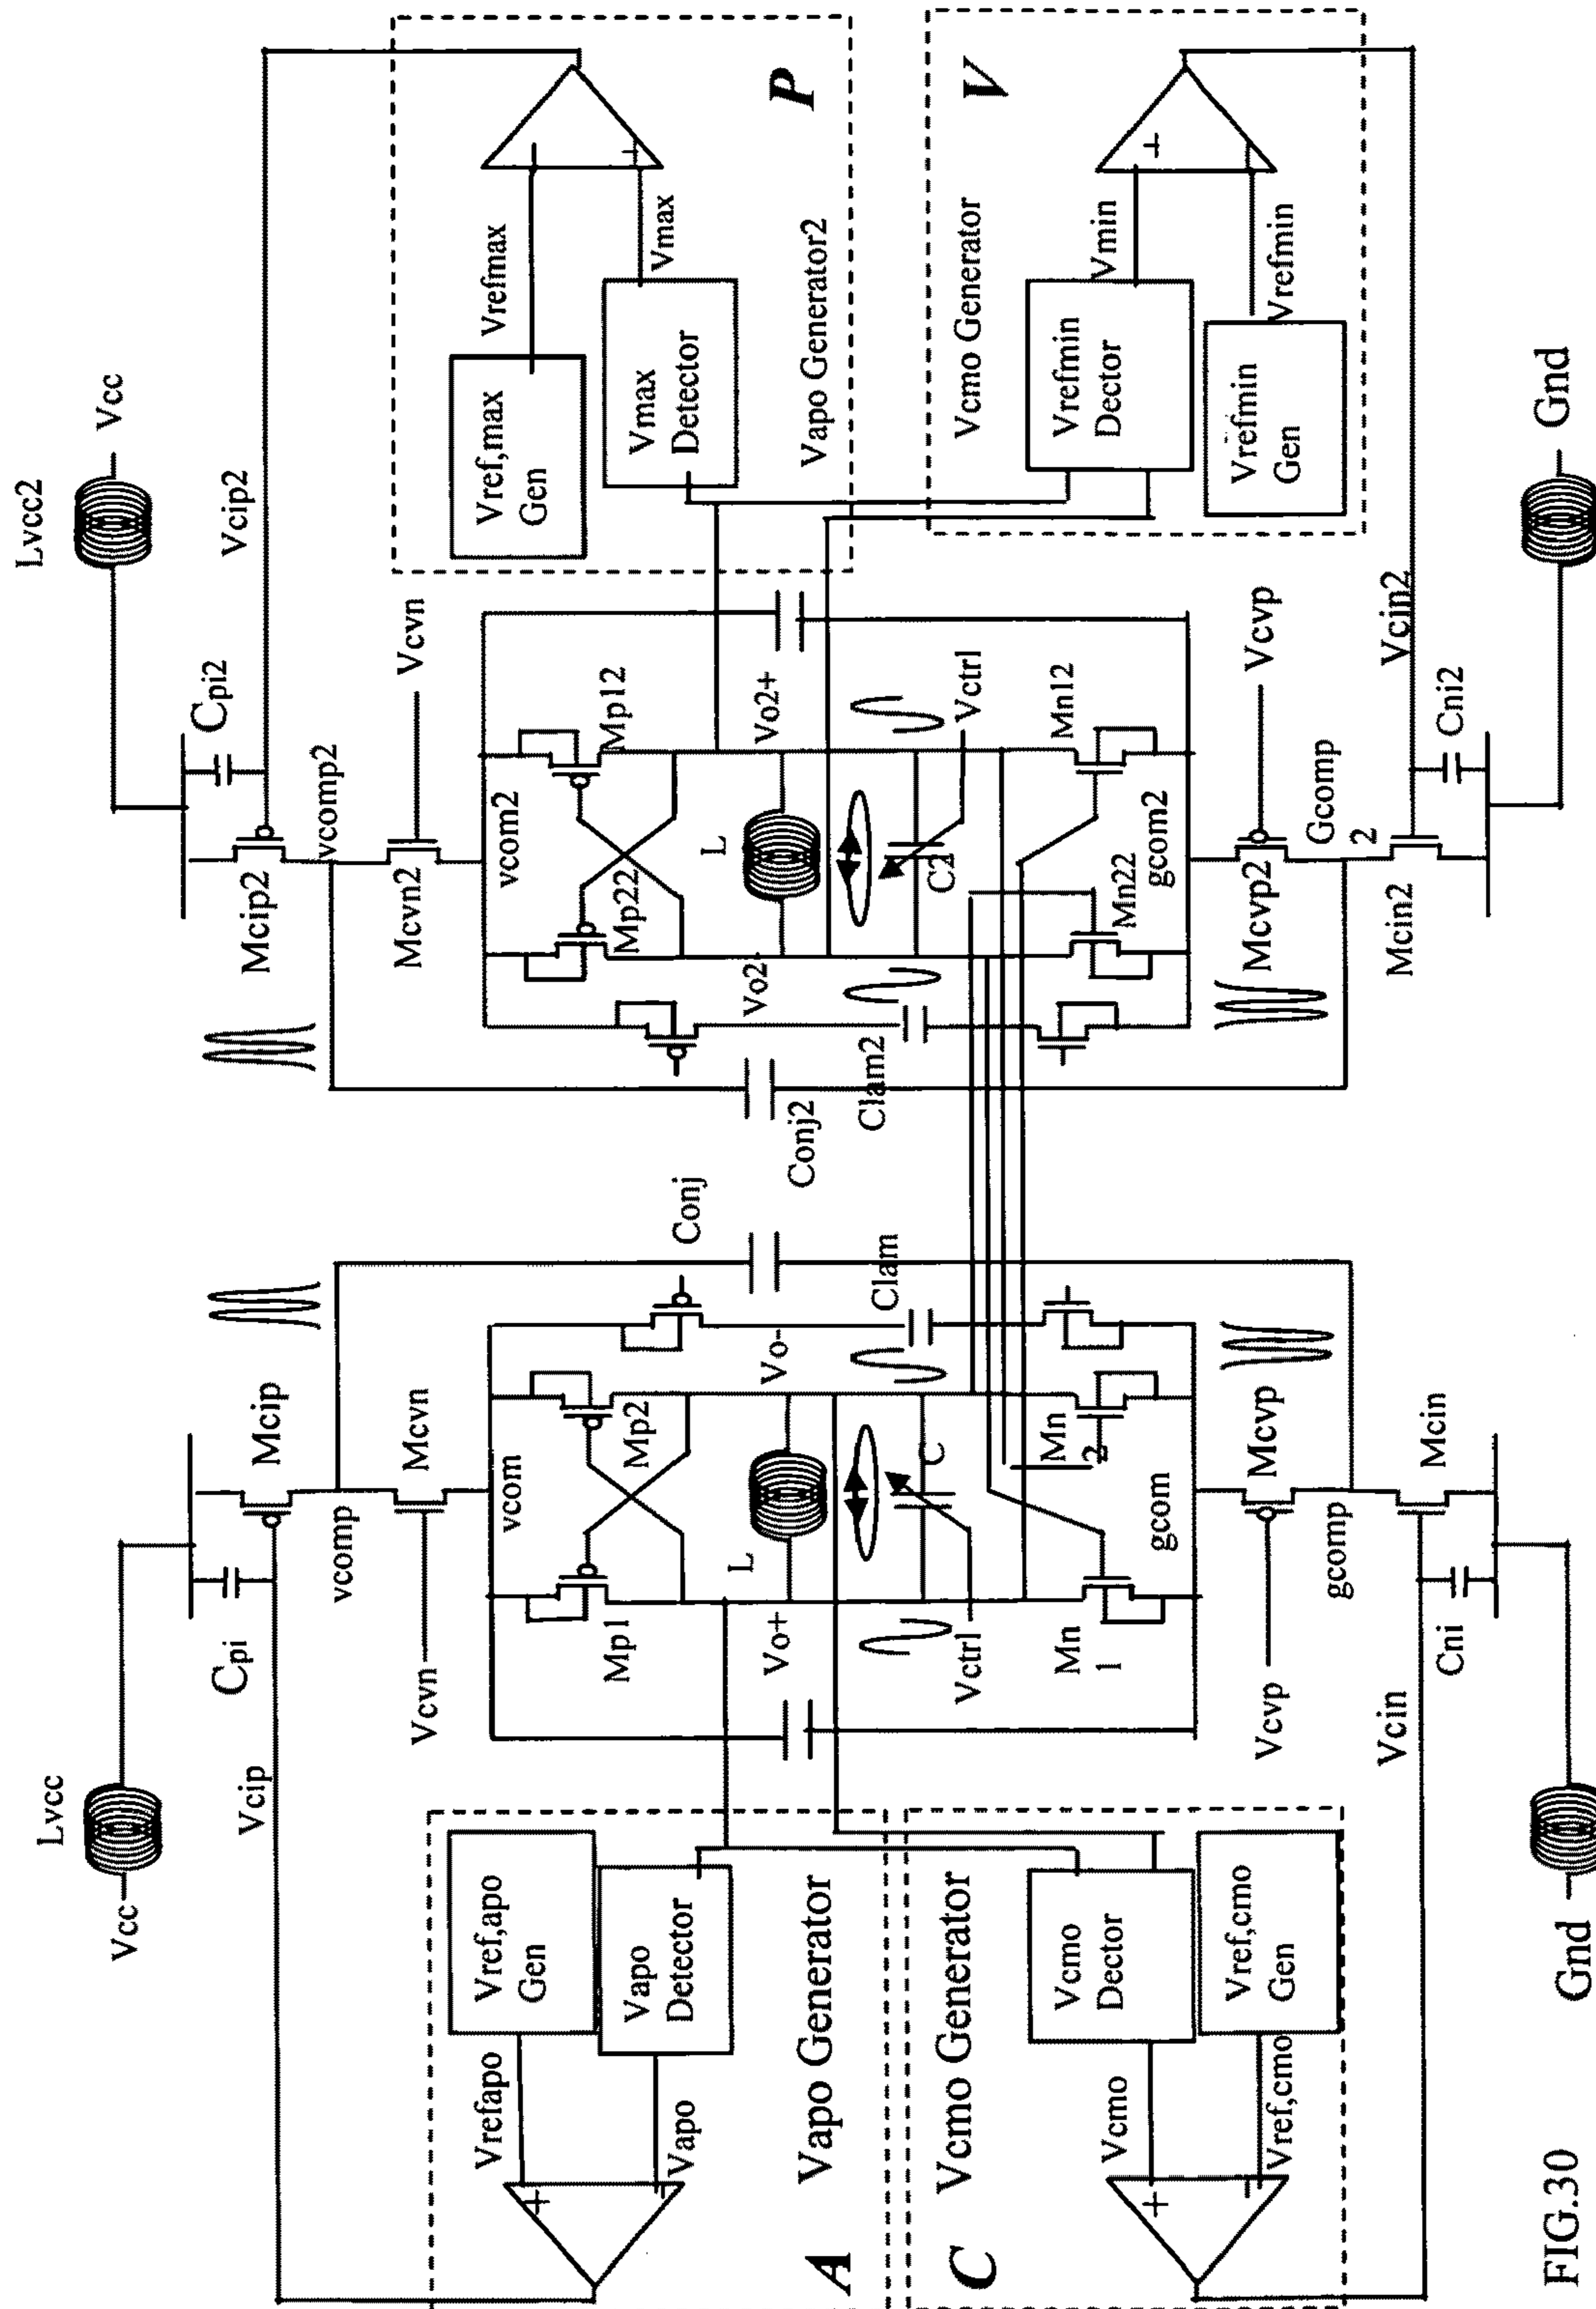 Lvcc
Vcc
Vcip
Cpi
Mcip
vcomp
Mcvn
Vcvn
vcom
Mp1
Mp2
L
Vo+
Vo-
C
Vctrl
Mn
1
Mn
2
gcom
Conj
Clam
Mcvp
Vcvp
gcomp
Vcin
Cni
Mcin
Gnd
Vref,apo
Gen
Vapo
Detector
Vrefapo
Vapo
+
-
A
Vapo Generator
C
Vcmo Generator
Vcmo
Dector
Vref,cmo
Gen
Vcmo
Vref,cmo
+
-
Lvcc2
Vcc
Vcip2
Cpi2
Mcip2
vcomp2
Mcvn2
Vcvn
vcom2
Mp22
Mp12
L
Vo2-
Vo2+
C2
Vctrl
Mn22
Mn12
gcom2
Conj2
Clam2
Mcvp2
Vcvp
Gcomp
2
Mcin2
Vcin2
Cni2
Gnd
Vref,max
Gen
Vmax
Detector
Vrefmax
Vmax
-
+
P
Vapo Generator2
Vcmo Generator
V
Vrefmin
Dector
Vrefmin
Gen
Vmin
Vrefmin
+
-
FIG.30